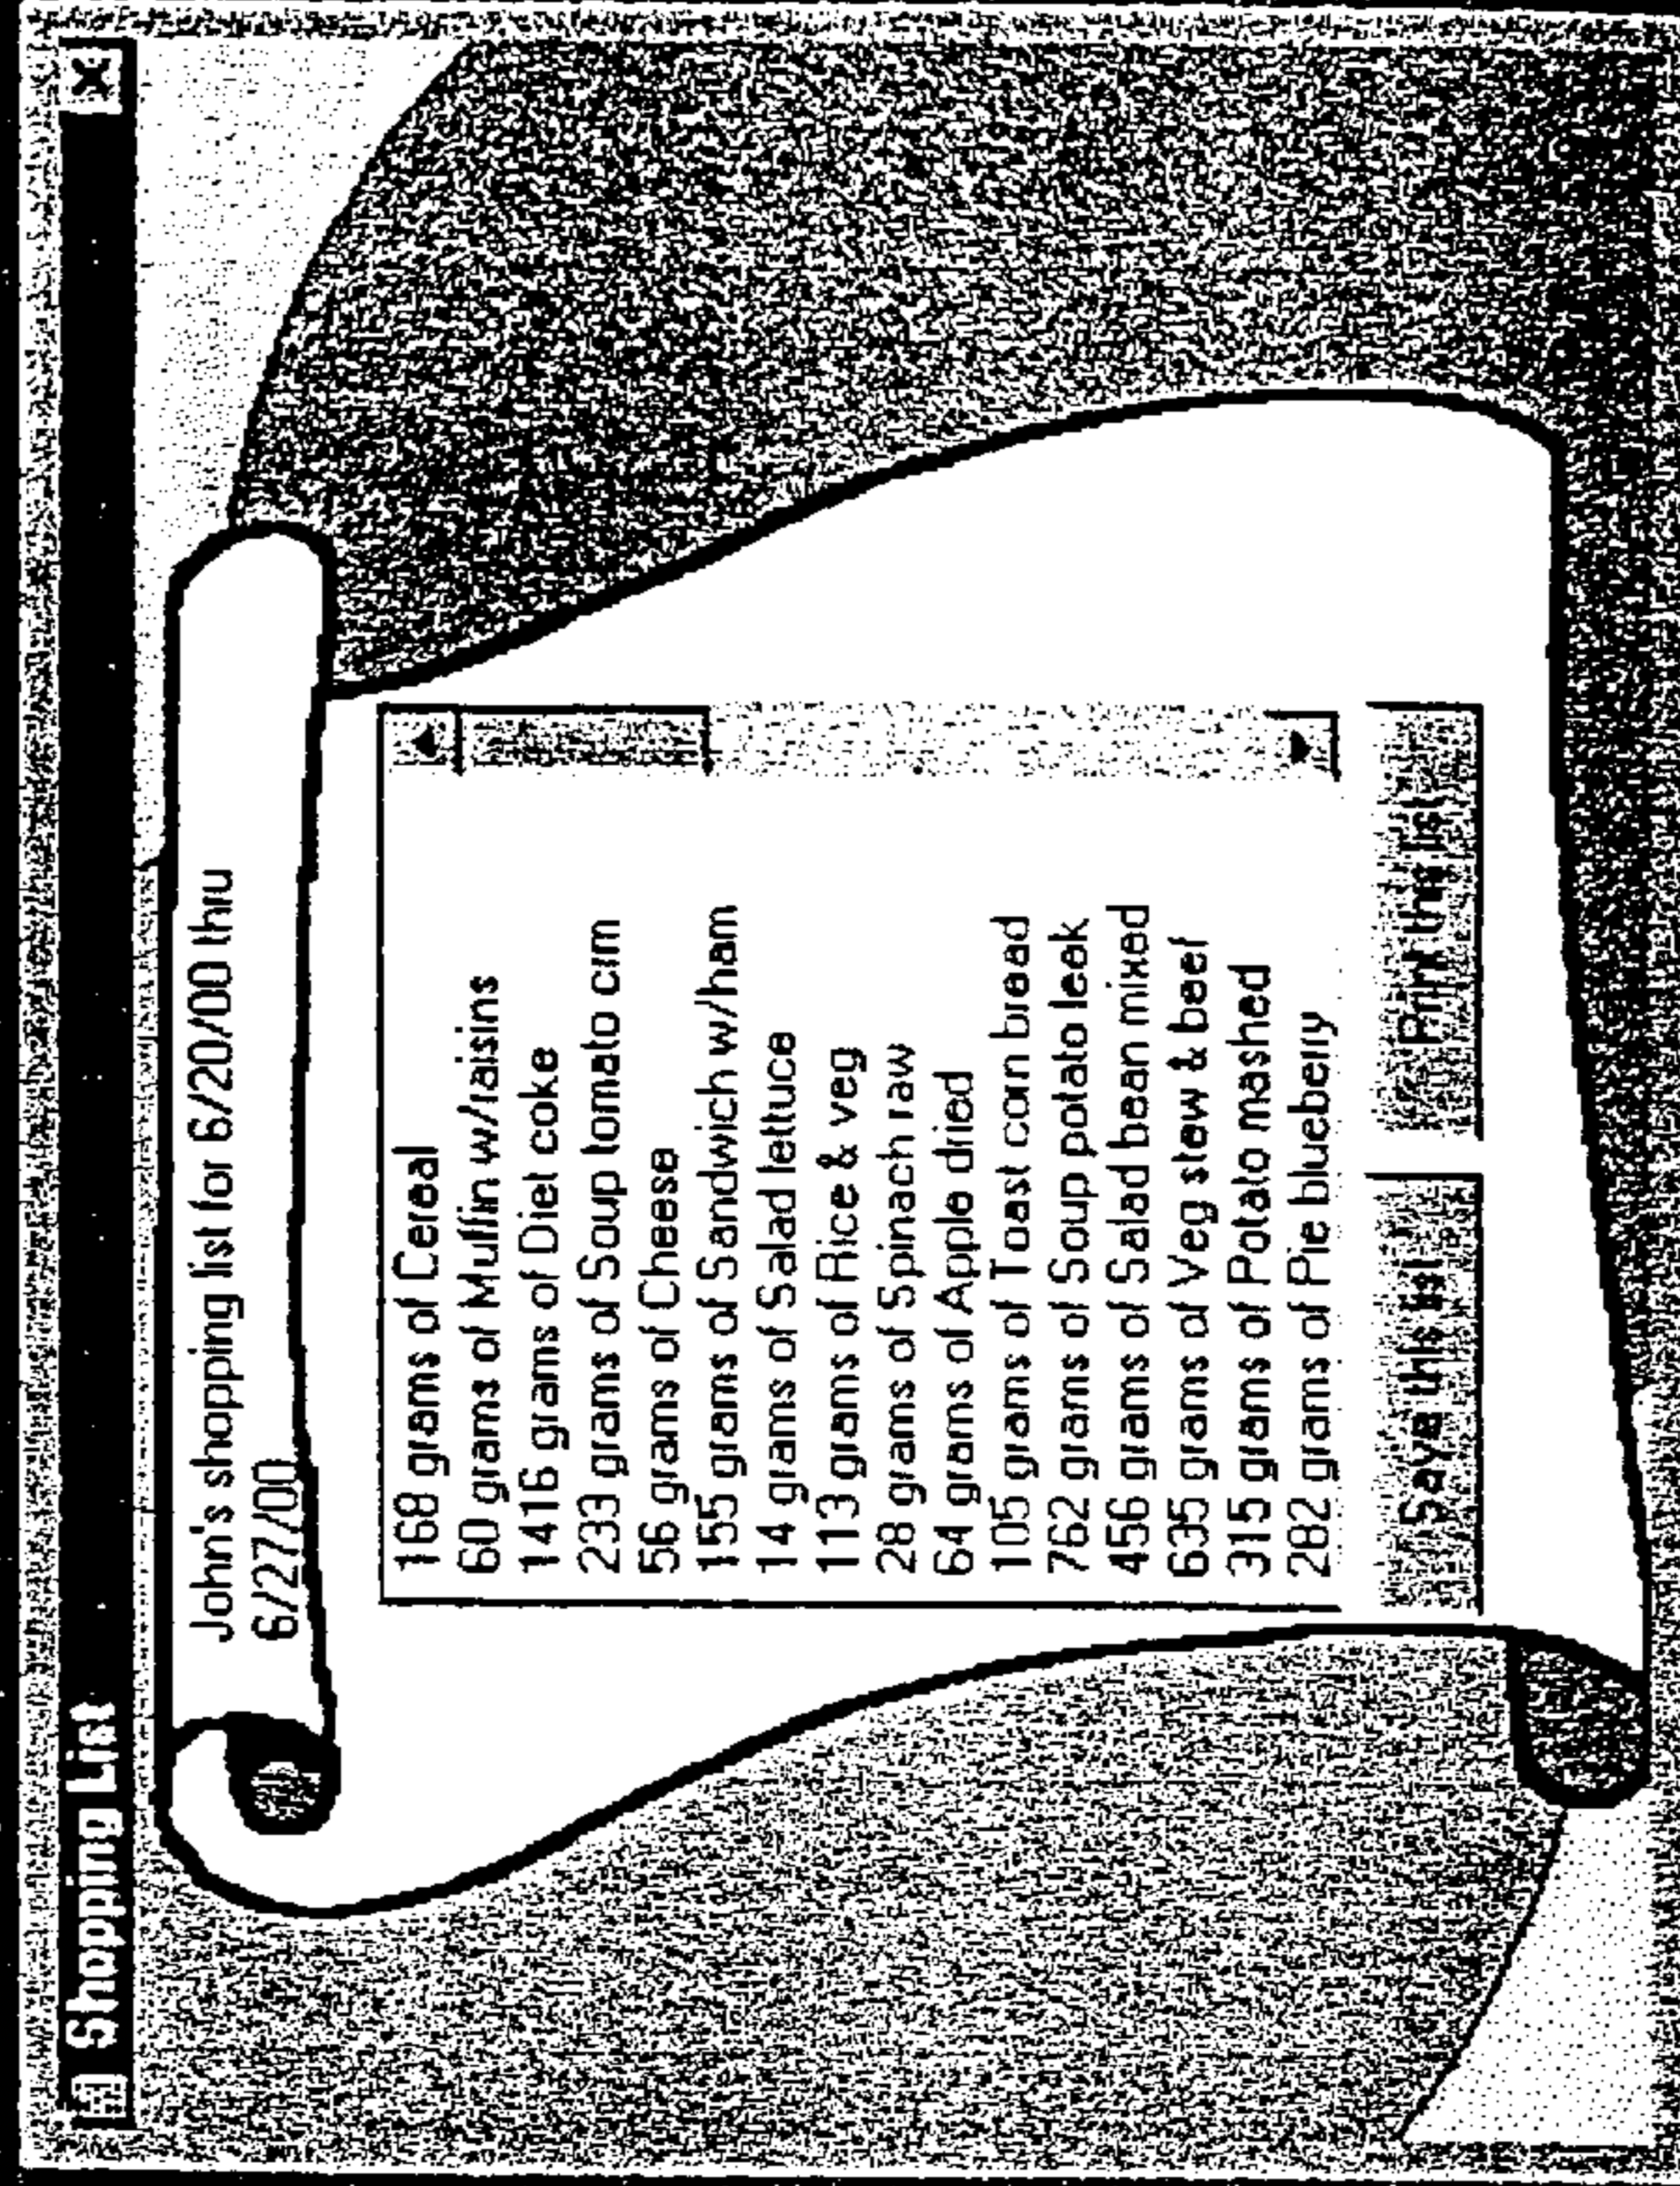 Shopping List
John's shopping list for 6/20/00 thru
6/27/00
168 grams of Cereal
60 grams of Muffin w/raisins
1416 grams of Diet coke
233 grams of Soup tomato crm
56 grams of Cheese
155 grams of Sandwich w/ham
14 grams of Salad lettuce
113 grams of Rice & veg
28 grams of Spinach raw
64 grams of Apple dried
105 grams of Toast corn bread
762 grams of Soup potato leak
456 grams of Salad bean mixed
635 grams of Veg stew & beef
315 grams of Potato mashed
282 grams of Pie blueberry
Save this list
Print this list